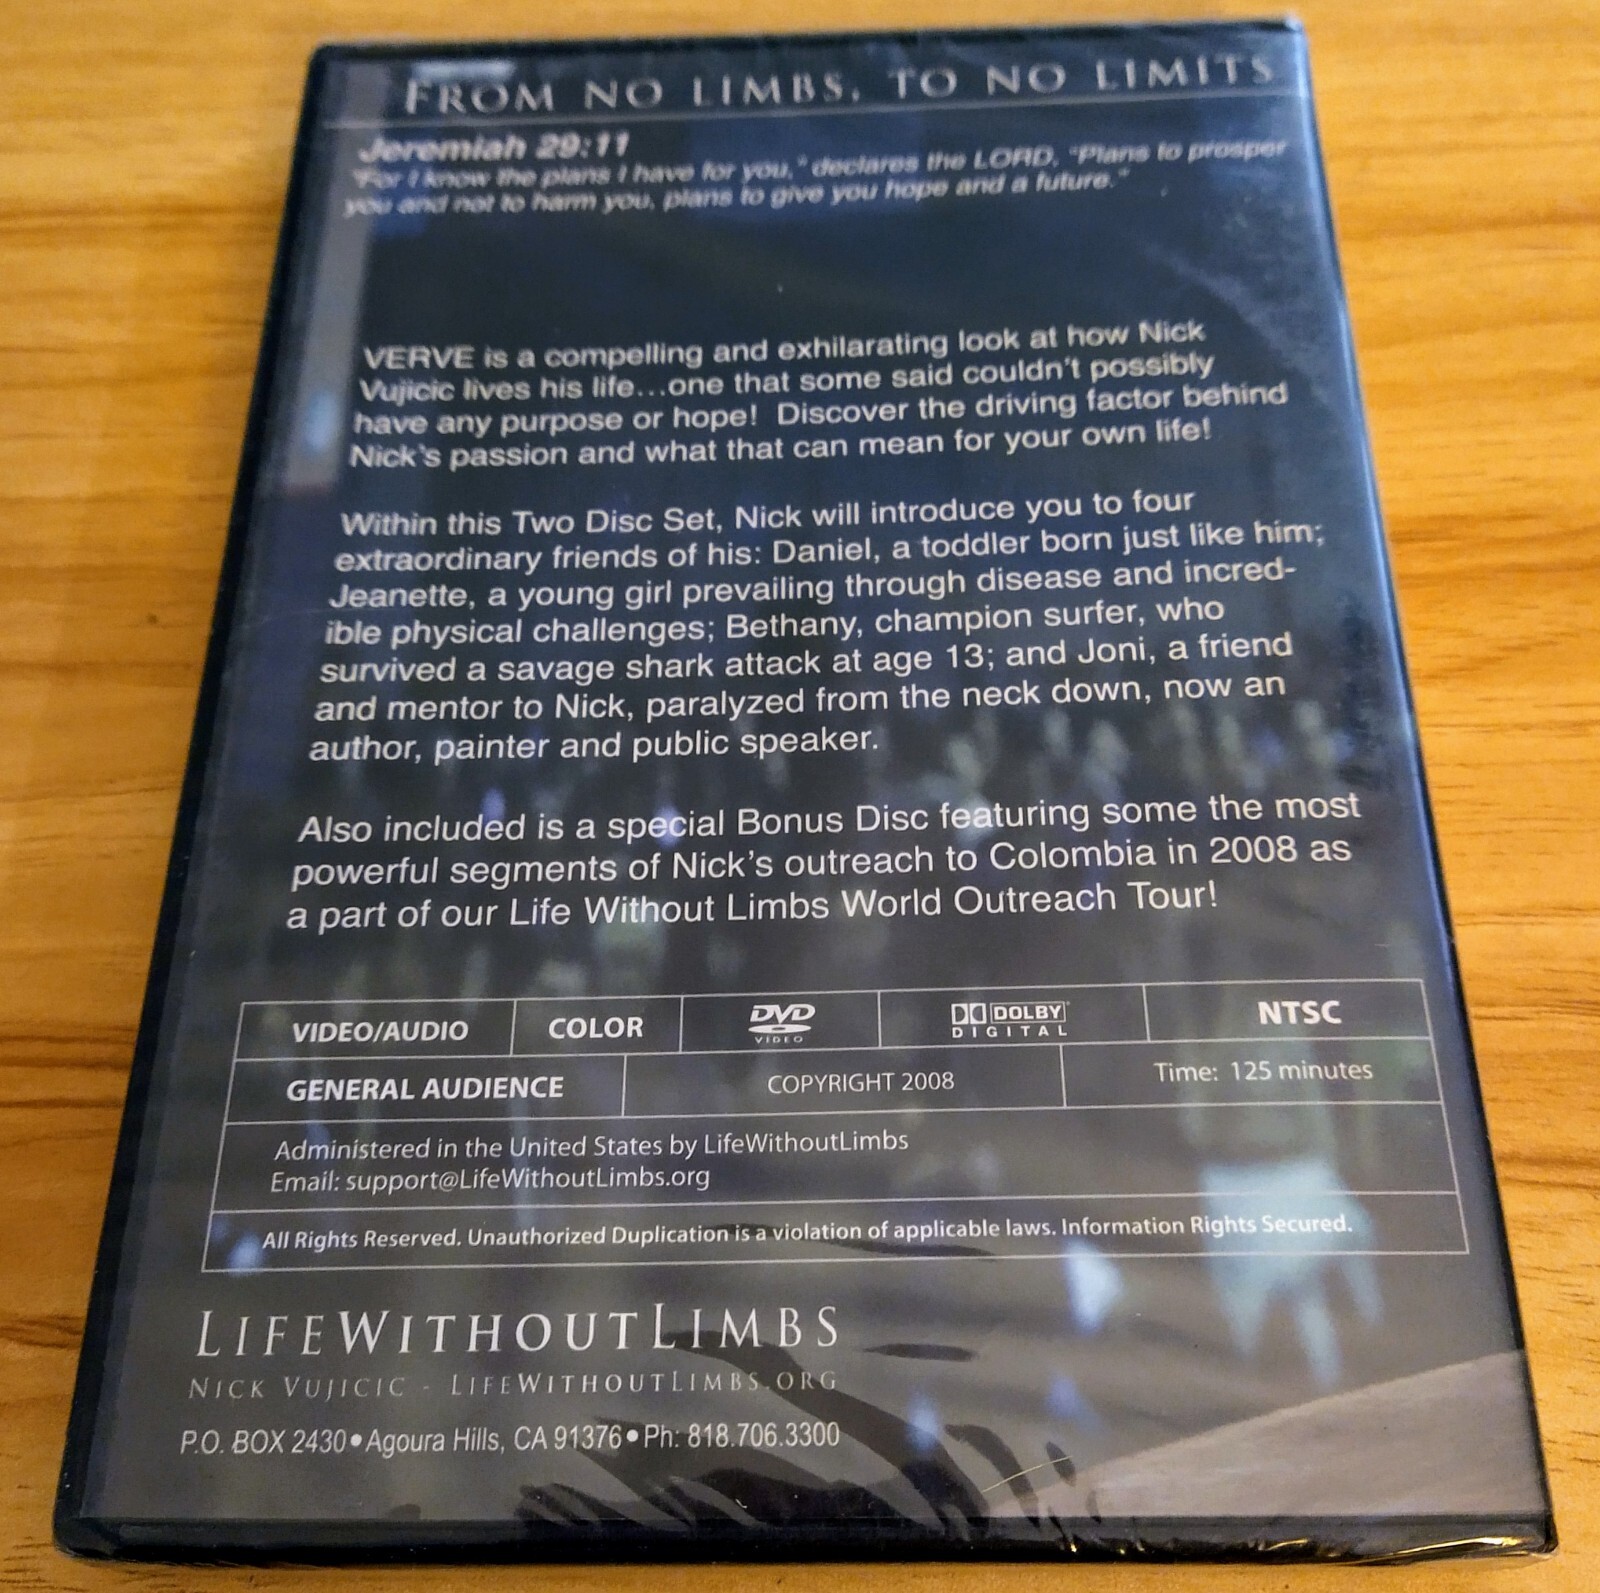 FROM NO LIMBS, TO NO LIMITS
Jeremiah 29:11
"For I know the plans I have for you," declares the LORD, "Plans to prosper
you and not to harm you, plans to give you hope and a future."
VERVE is a compelling and exhilarating look at how Nick
Vujicic lives his life...one that some said couldn't possibly
have any purpose or hope! Discover the driving factor behind
Nick's passion and what that can mean for your own life!
Within this Two Disc Set, Nick will introduce you to four
extraordinary friends of his: Daniel, a toddler born just like him;
Jeanette, a young girl prevailing through disease and incred-
ible physical challenges; Bethany, champion surfer, who
survived a savage shark attack at age 13; and Joni, a friend
and mentor to Nick, paralyzed from the neck down, now an
author, painter and public speaker.
Also included is a special Bonus Disc featuring some the most
powerful segments of Nick's outreach to Colombia in 2008 as
a part of our Life Without Limbs World Outreach Tour!
VIDEO/AUDIO COLOR DVD VIDEO DOLBY DIGITAL NTSC
GENERAL AUDIENCE COPYRIGHT 2008 Time: 125 minutes
Administered in the United States by LifeWithoutLimbs
Email: support@LifeWithoutLimbs.org
All Rights Reserved. Unauthorized Duplication is a violation of applicable laws. Information Rights Secured.
LIFEWITHOUTLIMBS
NICK VUJICIC - LIFEWITHOUTLIMBS.ORG
P.O. BOX 2430•Agoura Hills, CA 91376•Ph: 818.706.3300